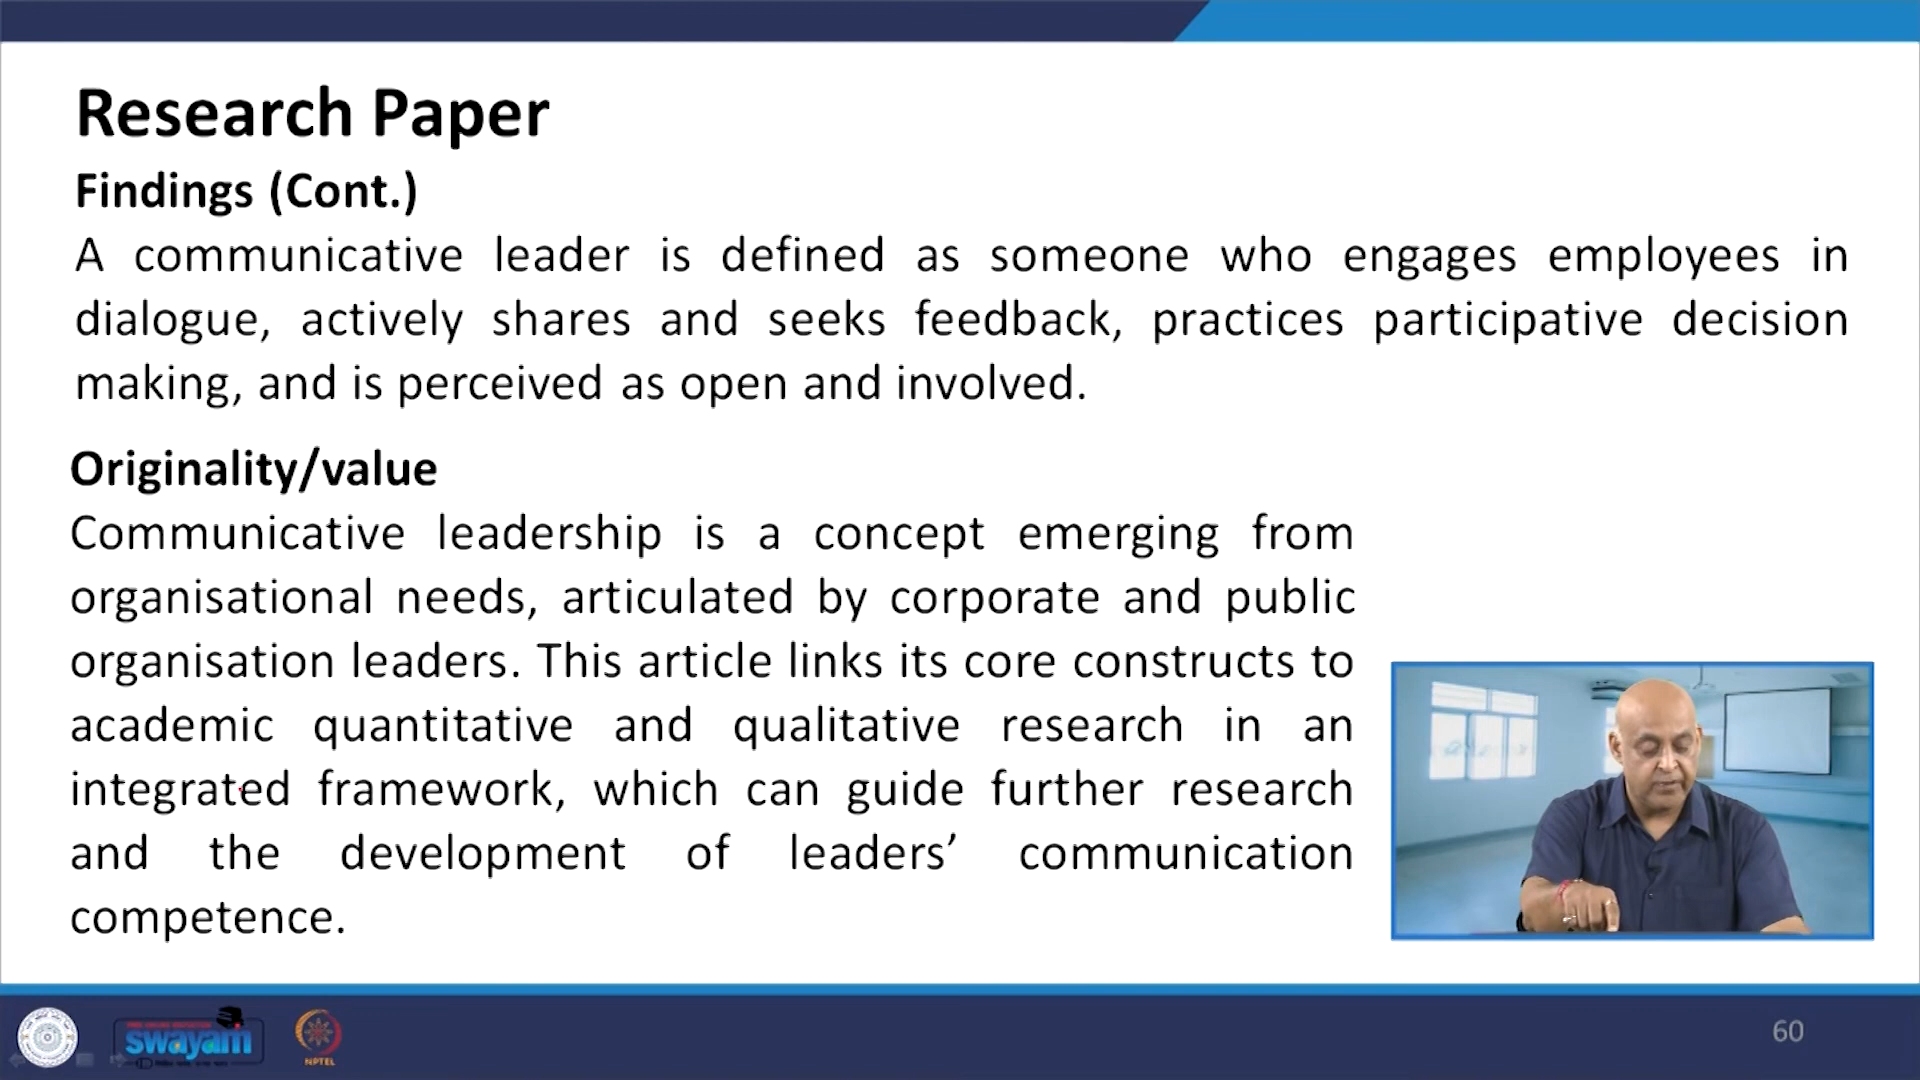 Research Paper
Findings (Cont.)
A communicative leader is defined as someone who engages employees in
dialogue, actively shares and seeks feedback, practices participative decision
making, and is perceived as open and involved.
Originality/value
Communicative leadership is a concept emerging from
organisational needs, articulated by corporate and public
organisation leaders. This article links its core constructs to
academic quantitative and qualitative research in an
integrated framework, which can guide further research
and the development of leaders’ communication
competence.
swayam
NPTEL
60